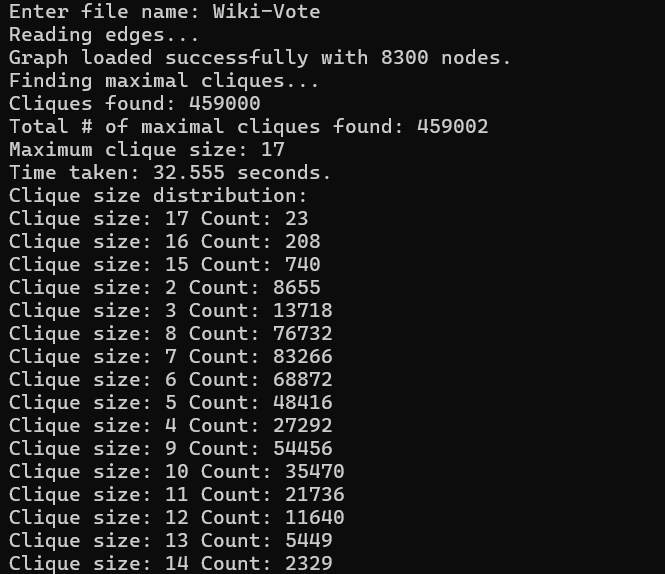 Enter file name: Wiki-Vote
Reading edges...
Graph loaded successfully with 8300 nodes.
Finding maximal cliques...
Cliques found: 459000
Total # of maximal cliques found: 459002
Maximum clique size: 17
Time taken: 32.555 seconds.
Clique size distribution:
Clique size: 17 Count: 23
Clique size: 16 Count: 208
Clique size: 15 Count: 740
Clique size: 2 Count: 8655
Clique size: 3 Count: 13718
Clique size: 8 Count: 76732
Clique size: 7 Count: 83266
Clique size: 6 Count: 68872
Clique size: 5 Count: 48416
Clique size: 4 Count: 27292
Clique size: 9 Count: 54456
Clique size: 10 Count: 35470
Clique size: 11 Count: 21736
Clique size: 12 Count: 11640
Clique size: 13 Count: 5449
Clique size: 14 Count: 2329